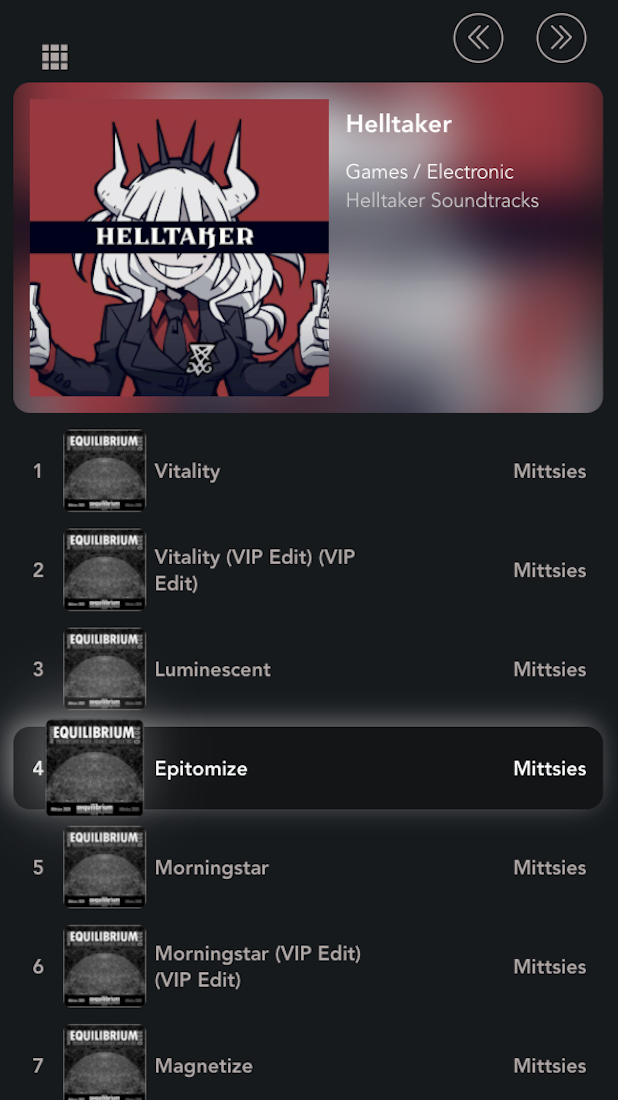 Helltaker
HELLTAKER
Games / Electronic
Helltaker Soundtracks
1
EQUILIBRIUM
Vitality
Mittsies
2
EQUILIBRIUM
Vitality (VIP Edit) (VIP
Edit)
Mittsies
3
EQUILIBRIUM
Luminescent
Mittsies
4
EQUILIBRIUM
Epitomize
Mittsies
5
EQUILIBRIUM
Morningstar
Mittsies
6
EQUILIBRIUM
Morningstar (VIP Edit)
(VIP Edit)
Mittsies
7
EQUILIBRIUM
Magnetize
Mittsies